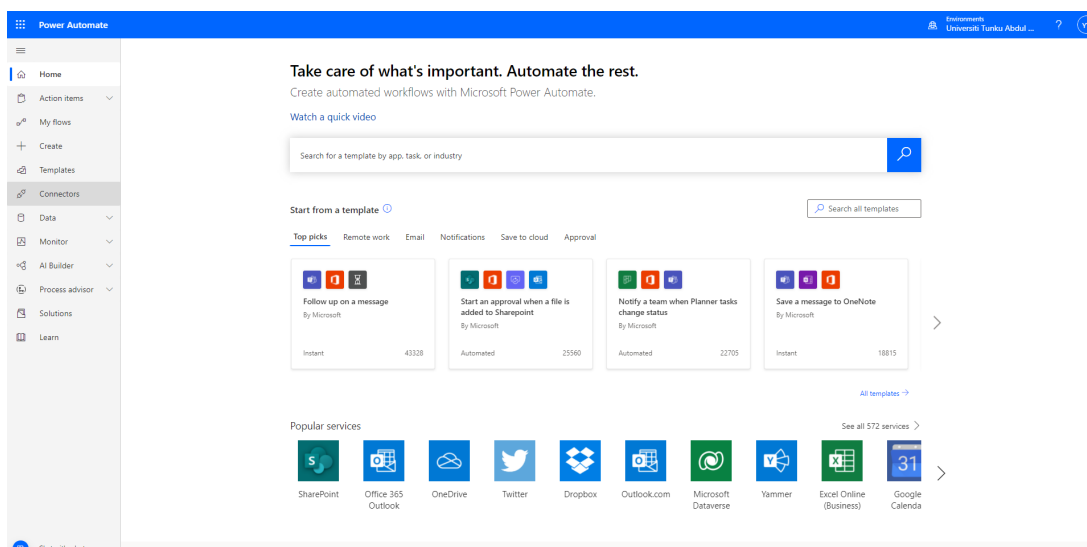 Power Automate
Environments
Universiti Tunku Abdul ...
?
Home
Action items
My flows
Create
Templates
Connectors
Data
Monitor
AI Builder
Process advisor
Solutions
Learn
Take care of what's important. Automate the rest.
Create automated workflows with Microsoft Power Automate.
Watch a quick video
Search for a template by app, task, or industry
Start from a template
Search all templates
Top picks Remote work Email Notifications Save to cloud Approval
Follow up on a message
By Microsoft
Instant 43328
Start an approval when a file is
added to Sharepoint
By Microsoft
Automated 25560
Notify a team when Planner tasks
change status
By Microsoft
Automated 22705
Save a message to OneNote
By Microsoft
Instant 18815
All templates
Popular services
See all 572 services
SharePoint
Office 365
Outlook
OneDrive
Twitter
Dropbox
Outlook.com
Microsoft
Dataverse
Yammer
Excel Online
(Business)
31
Google
Calenda